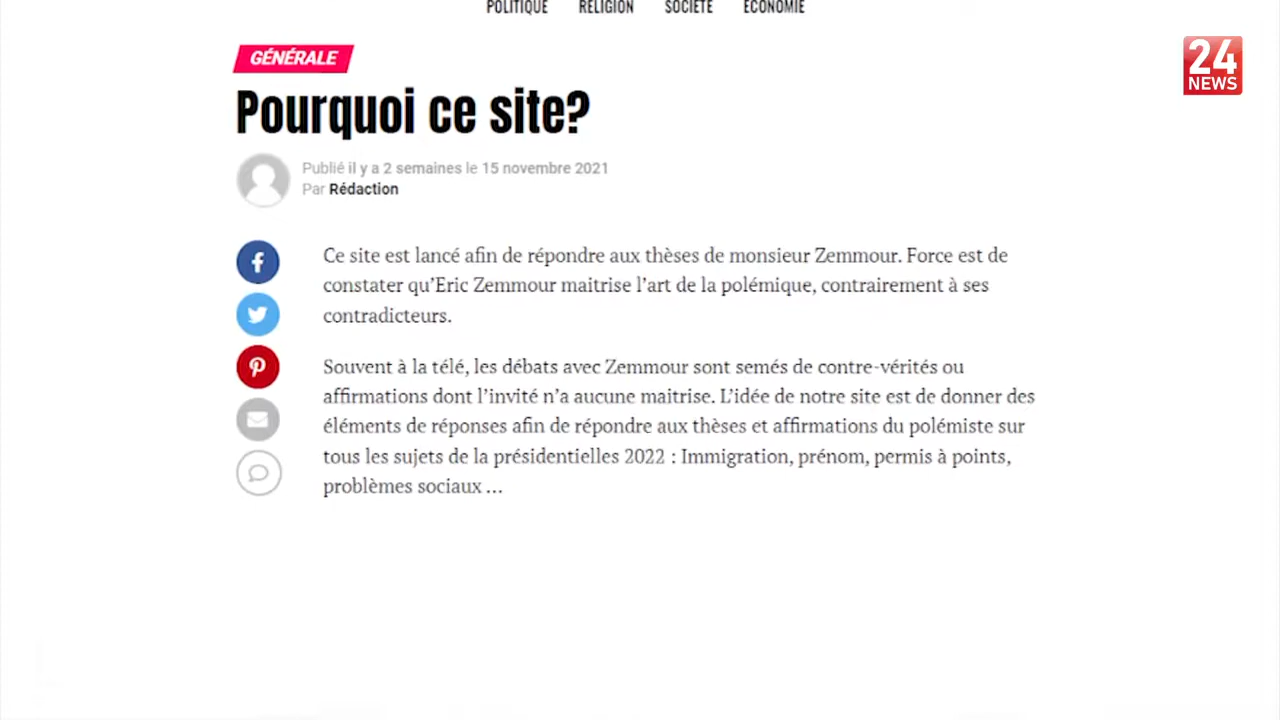 POLITIQUE RELIGION SOCIÉTÉ ÉCONOMIE
24
NEWS
GÉNÉRALE
Pourquoi ce site?
Publié il y a 2 semaines le 15 novembre 2021
Par Rédaction
Ce site est lancé afin de répondre aux thèses de monsieur Zemmour. Force est de
constater qu’Eric Zemmour maitrise l’art de la polémique, contrairement à ses
contradicteurs.
Souvent à la télé, les débats avec Zemmour sont semés de contre-vérités ou
affirmations dont l’invité n’a aucune maitrise. L’idée de notre site est de donner des
éléments de réponses afin de répondre aux thèses et affirmations du polémiste sur
tous les sujets de la présidentielles 2022 : Immigration, prénom, permis à points,
problèmes sociaux …